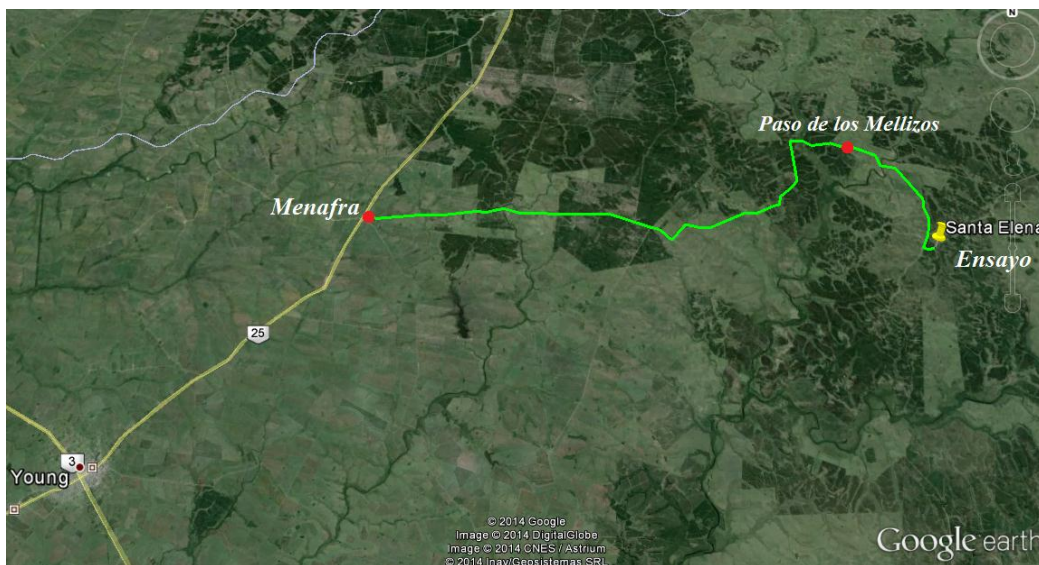 N
Paso de los Mellizos
Menafra
Santa Elena
Ensayo
25
3
Young
© 2014 Google
Image © 2014 DigitalGlobe
Image © 2014 CNES / Astrium
© 2014 Inav/Geosistemas SRL
Google earth